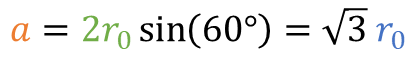 a = 2r₀ sin(60°) = √3 r₀